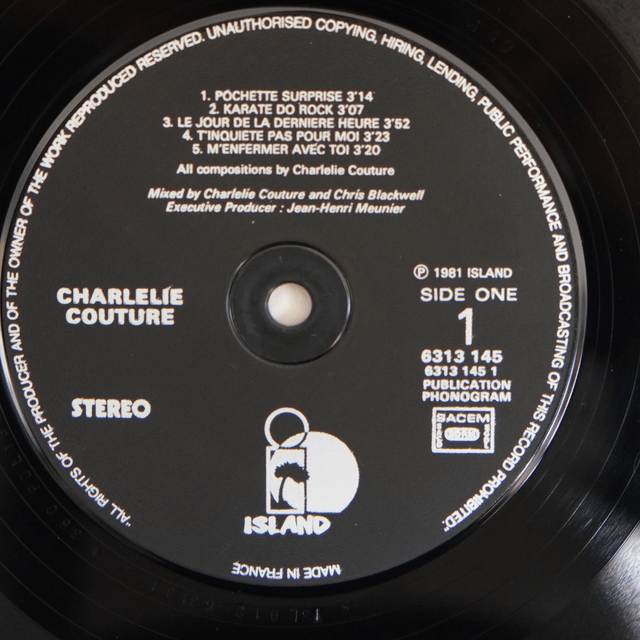 "ALL RIGHTS OF THE PRODUCER AND OF THE OWNER OF THE WORK REPRODUCED RESERVED. UNAUTHORISED COPYING, HIRING, LENDING, PUBLIC PERFORMANCE AND BROADCASTING OF THIS RECORD PROHIBITED."
1. POCHETTE SURPRISE 3'14
2. KARATE DO ROCK 3'07
3. LE JOUR DE LA DERNIERE HEURE 3'52
4. T'INQUIETE PAS POUR MOI 3'23
5. M'ENFERMER AVEC TOI 3'20
All compositions by Charlelie Couture
Mixed by Charlelie Couture and Chris Blackwell
Executive Producer : Jean-Henri Meunier
CHARLELIE
COUTURE
STEREO
Ⓟ 1981 ISLAND
SIDE ONE
1
6313 145
6313 145 1
PUBLICATION
PHONOGRAM
SACEM
ISLAND
MADE IN FRANCE